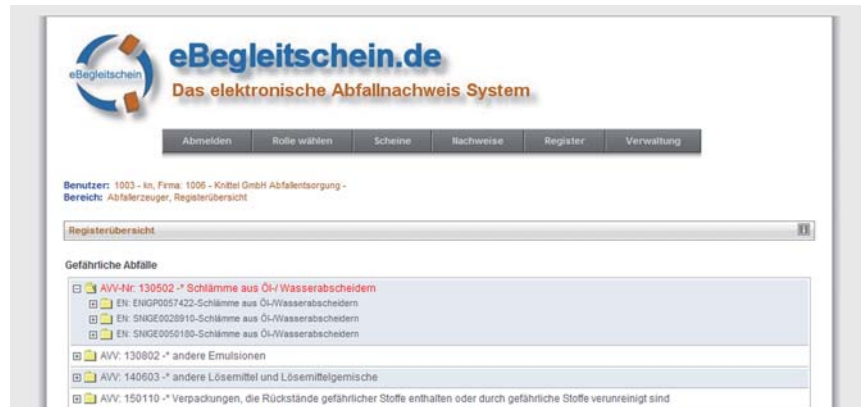 eBegleitschein
eBegleitschein.de
Das elektronische Abfallnachweis System
Abmelden Rolle wählen Scheine Nachweise Register Verwaltung
Benutzer: 1003 - kn, Firma: 1006 - Knittel GmbH Abfallentsorgung -
Bereich: Abfallerzeuger, Registerübersicht
Registerübersicht
Gefährliche Abfälle
AVV-Nr: 130502 -* Schlämme aus Öl-/ Wasserabscheidern
EN: ENIGP0057422-Schlämme aus Öl-/Wasserabscheidern
EN: SNIGE0028910-Schlämme aus Öl-/Wasserabscheidern
EN: SNIGE0050180-Schlämme aus Öl-/Wasserabscheidern
AVV: 130802 -* andere Emulsionen
AVV: 140603 -* andere Lösemittel und Lösemittelgemische
AVV: 150110 -* Verpackungen, die Rückstände gefährlicher Stoffe enthalten oder durch gefährliche Stoffe verunreinigt sind